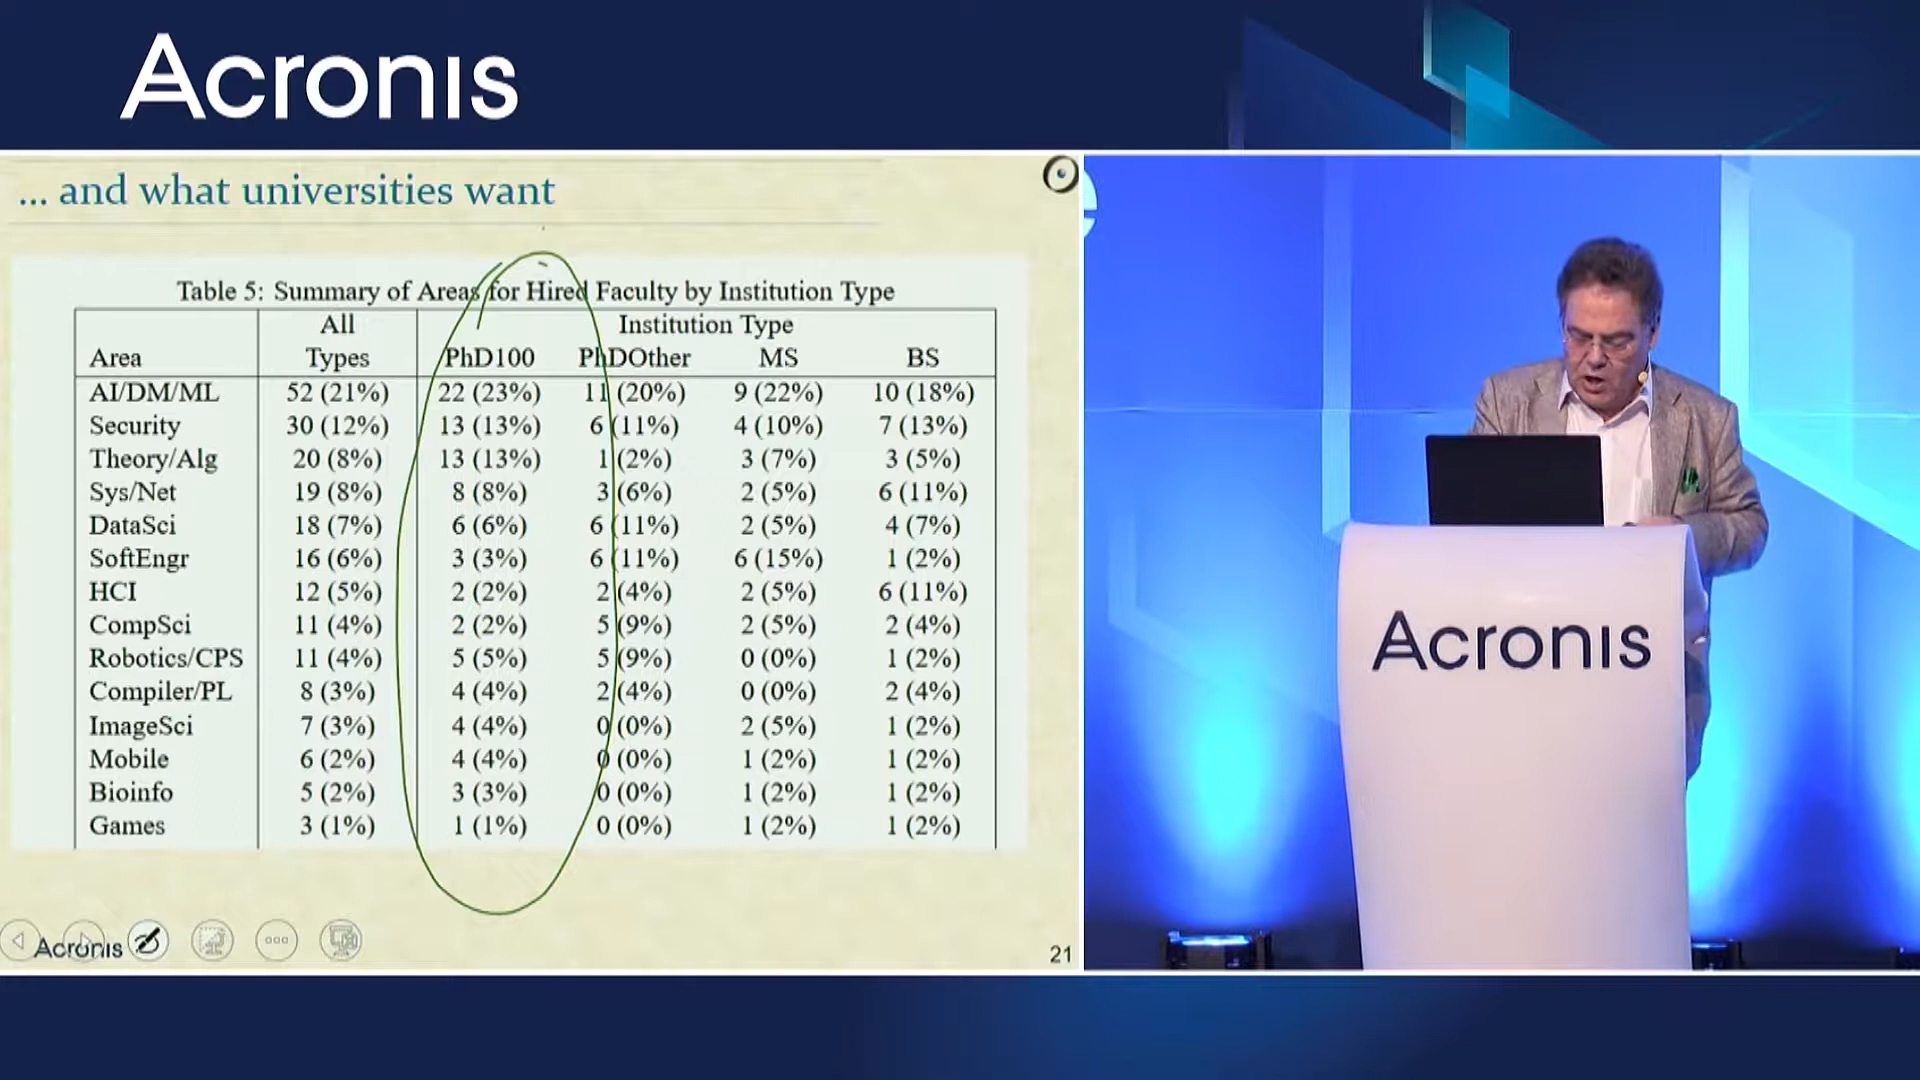 Acronis
... and what universities want
Table 5: Summary of Areas for Hired Faculty by Institution Type
All Institution Type
Area Types PhD100 PhDOther MS BS
AI/DM/ML 52 (21%) 22 (23%) 11 (20%) 9 (22%) 10 (18%)
Security 30 (12%) 13 (13%) 6 (11%) 4 (10%) 7 (13%)
Theory/Alg 20 (8%) 13 (13%) 1 (2%) 3 (7%) 3 (5%)
Sys/Net 19 (8%) 8 (8%) 3 (6%) 2 (5%) 6 (11%)
DataSci 18 (7%) 6 (6%) 6 (11%) 2 (5%) 4 (7%)
SoftEngr 16 (6%) 3 (3%) 6 (11%) 6 (15%) 1 (2%)
HCI 12 (5%) 2 (2%) 2 (4%) 2 (5%) 6 (11%)
CompSci 11 (4%) 2 (2%) 5 (9%) 2 (5%) 2 (4%)
Robotics/CPS 11 (4%) 5 (5%) 5 (9%) 0 (0%) 1 (2%)
Compiler/PL 8 (3%) 4 (4%) 2 (4%) 0 (0%) 2 (4%)
ImageSci 7 (3%) 4 (4%) 0 (0%) 2 (5%) 1 (2%)
Mobile 6 (2%) 4 (4%) 0 (0%) 1 (2%) 1 (2%)
Bioinfo 5 (2%) 3 (3%) 0 (0%) 1 (2%) 1 (2%)
Games 3 (1%) 1 (1%) 0 (0%) 1 (2%) 1 (2%)
Acronis
21
e
Acronis